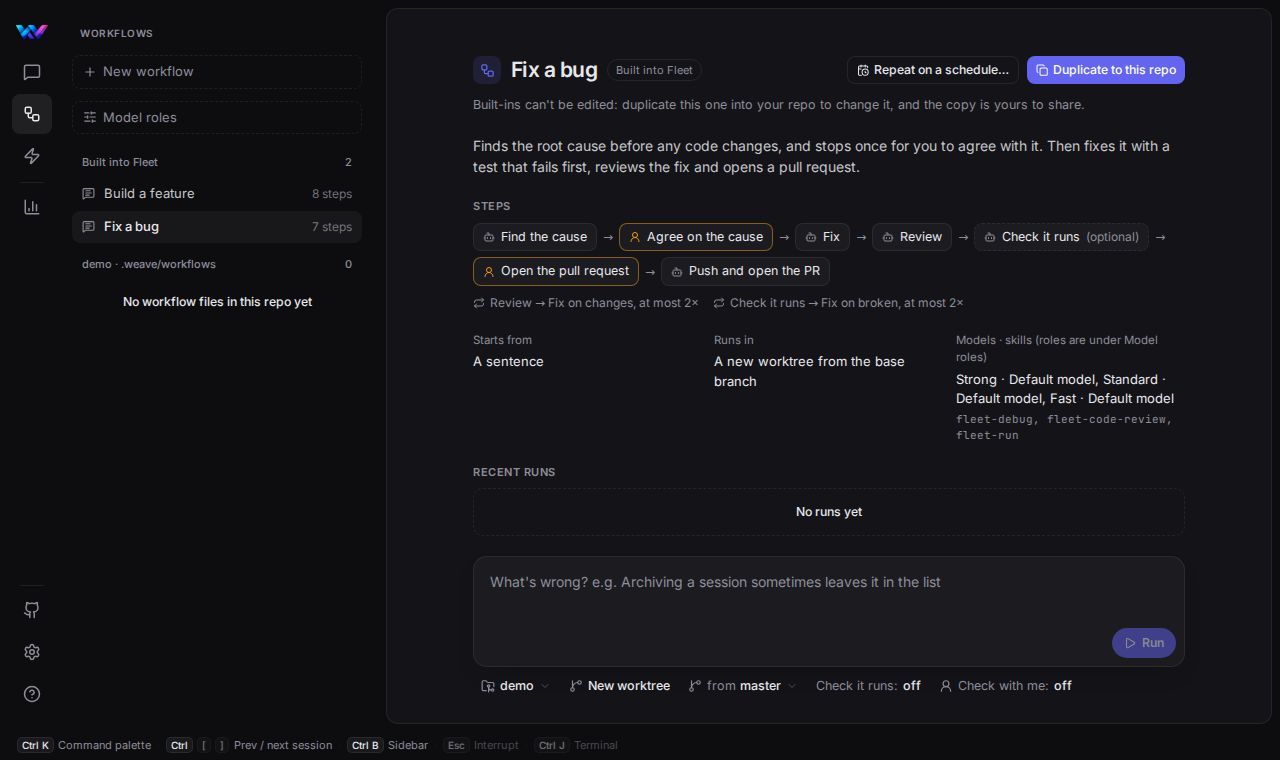 WORKFLOWS
New workflow
Model roles
Built into Fleet 2
Build a feature 8 steps
Fix a bug 7 steps
demo · .weave/workflows 0
No workflow files in this repo yet
Fix a bug Built into Fleet Repeat on a schedule... Duplicate to this repo
Built-ins can't be edited: duplicate this one into your repo to change it, and the copy is yours to share.
Finds the root cause before any code changes, and stops once for you to agree with it. Then fixes it with a
test that fails first, reviews the fix and opens a pull request.
STEPS
Find the cause → Agree on the cause → Fix → Review → Check it runs (optional) →
Open the pull request → Push and open the PR
Review → Fix on changes, at most 2× Check it runs → Fix on broken, at most 2×
Starts from
A sentence
Runs in
A new worktree from the base
branch
Models · skills (roles are under Model
roles)
Strong · Default model, Standard ·
Default model, Fast · Default model
fleet-debug, fleet-code-review,
fleet-run
RECENT RUNS
No runs yet
What's wrong? e.g. Archiving a session sometimes leaves it in the list
Run
demo New worktree from master Check it runs: off Check with me: off
Ctrl K Command palette Ctrl [ ] Prev / next session Ctrl B Sidebar Esc Interrupt Ctrl J Terminal